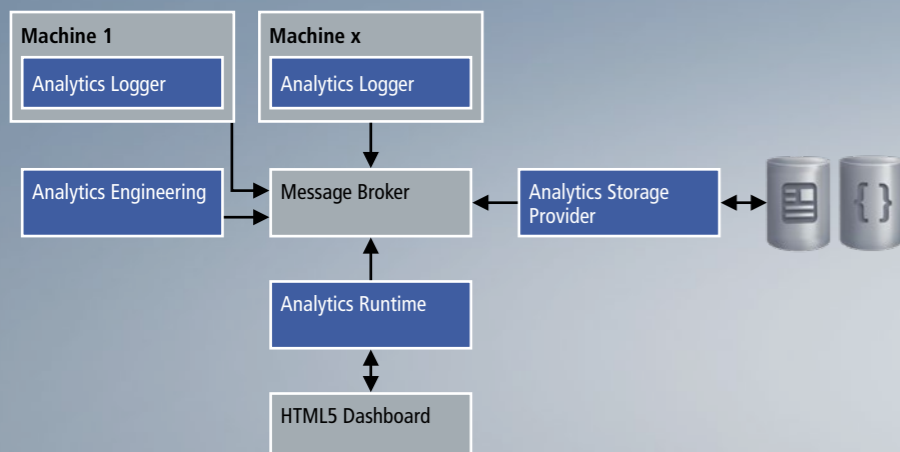 Machine 1
Machine x
Analytics Logger
Analytics Logger
Analytics Engineering
Message Broker
Analytics Storage
Provider
{}
Analytics Runtime
HTML5 Dashboard